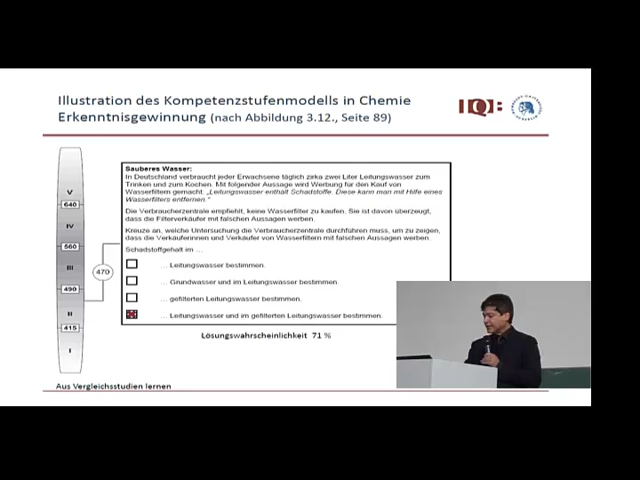 Illustration des Kompetenzstufenmodells in Chemie
Erkenntnisgewinnung (nach Abbildung 3.12., Seite 89)
IQB
V
640
IV
560
III
490
II
415
I
470
Sauberes Wasser:
In Deutschland verbraucht jeder Erwachsene täglich zirka zwei Liter Leitungswasser zum
Trinken und zum Kochen. Mit folgender Aussage wird Werbung für den Kauf von
Wasserfiltern gemacht: „Leitungswasser enthält Schadstoffe. Diese kann man mit Hilfe eines
Wasserfilters entfernen."
Die Verbraucherzentrale empfiehlt, keine Wasserfilter zu kaufen. Sie ist davon überzeugt,
dass die Filterverkäufer mit falschen Aussagen werben.
Kreuze an, welche Untersuchung die Verbraucherzentrale durchführen muss, um zu zeigen,
dass die Verkäuferinnen und Verkäufer von Wasserfiltern mit falschen Aussagen werben.
Schadstoffgehalt im ...
... Leitungswasser bestimmen.
... Grundwasser und im Leitungswasser bestimmen.
... gefilterten Leitungswasser bestimmen.
... Leitungswasser und im gefilterten Leitungswasser bestimmen.
Lösungswahrscheinlichkeit 71 %
Aus Vergleichsstudien lernen